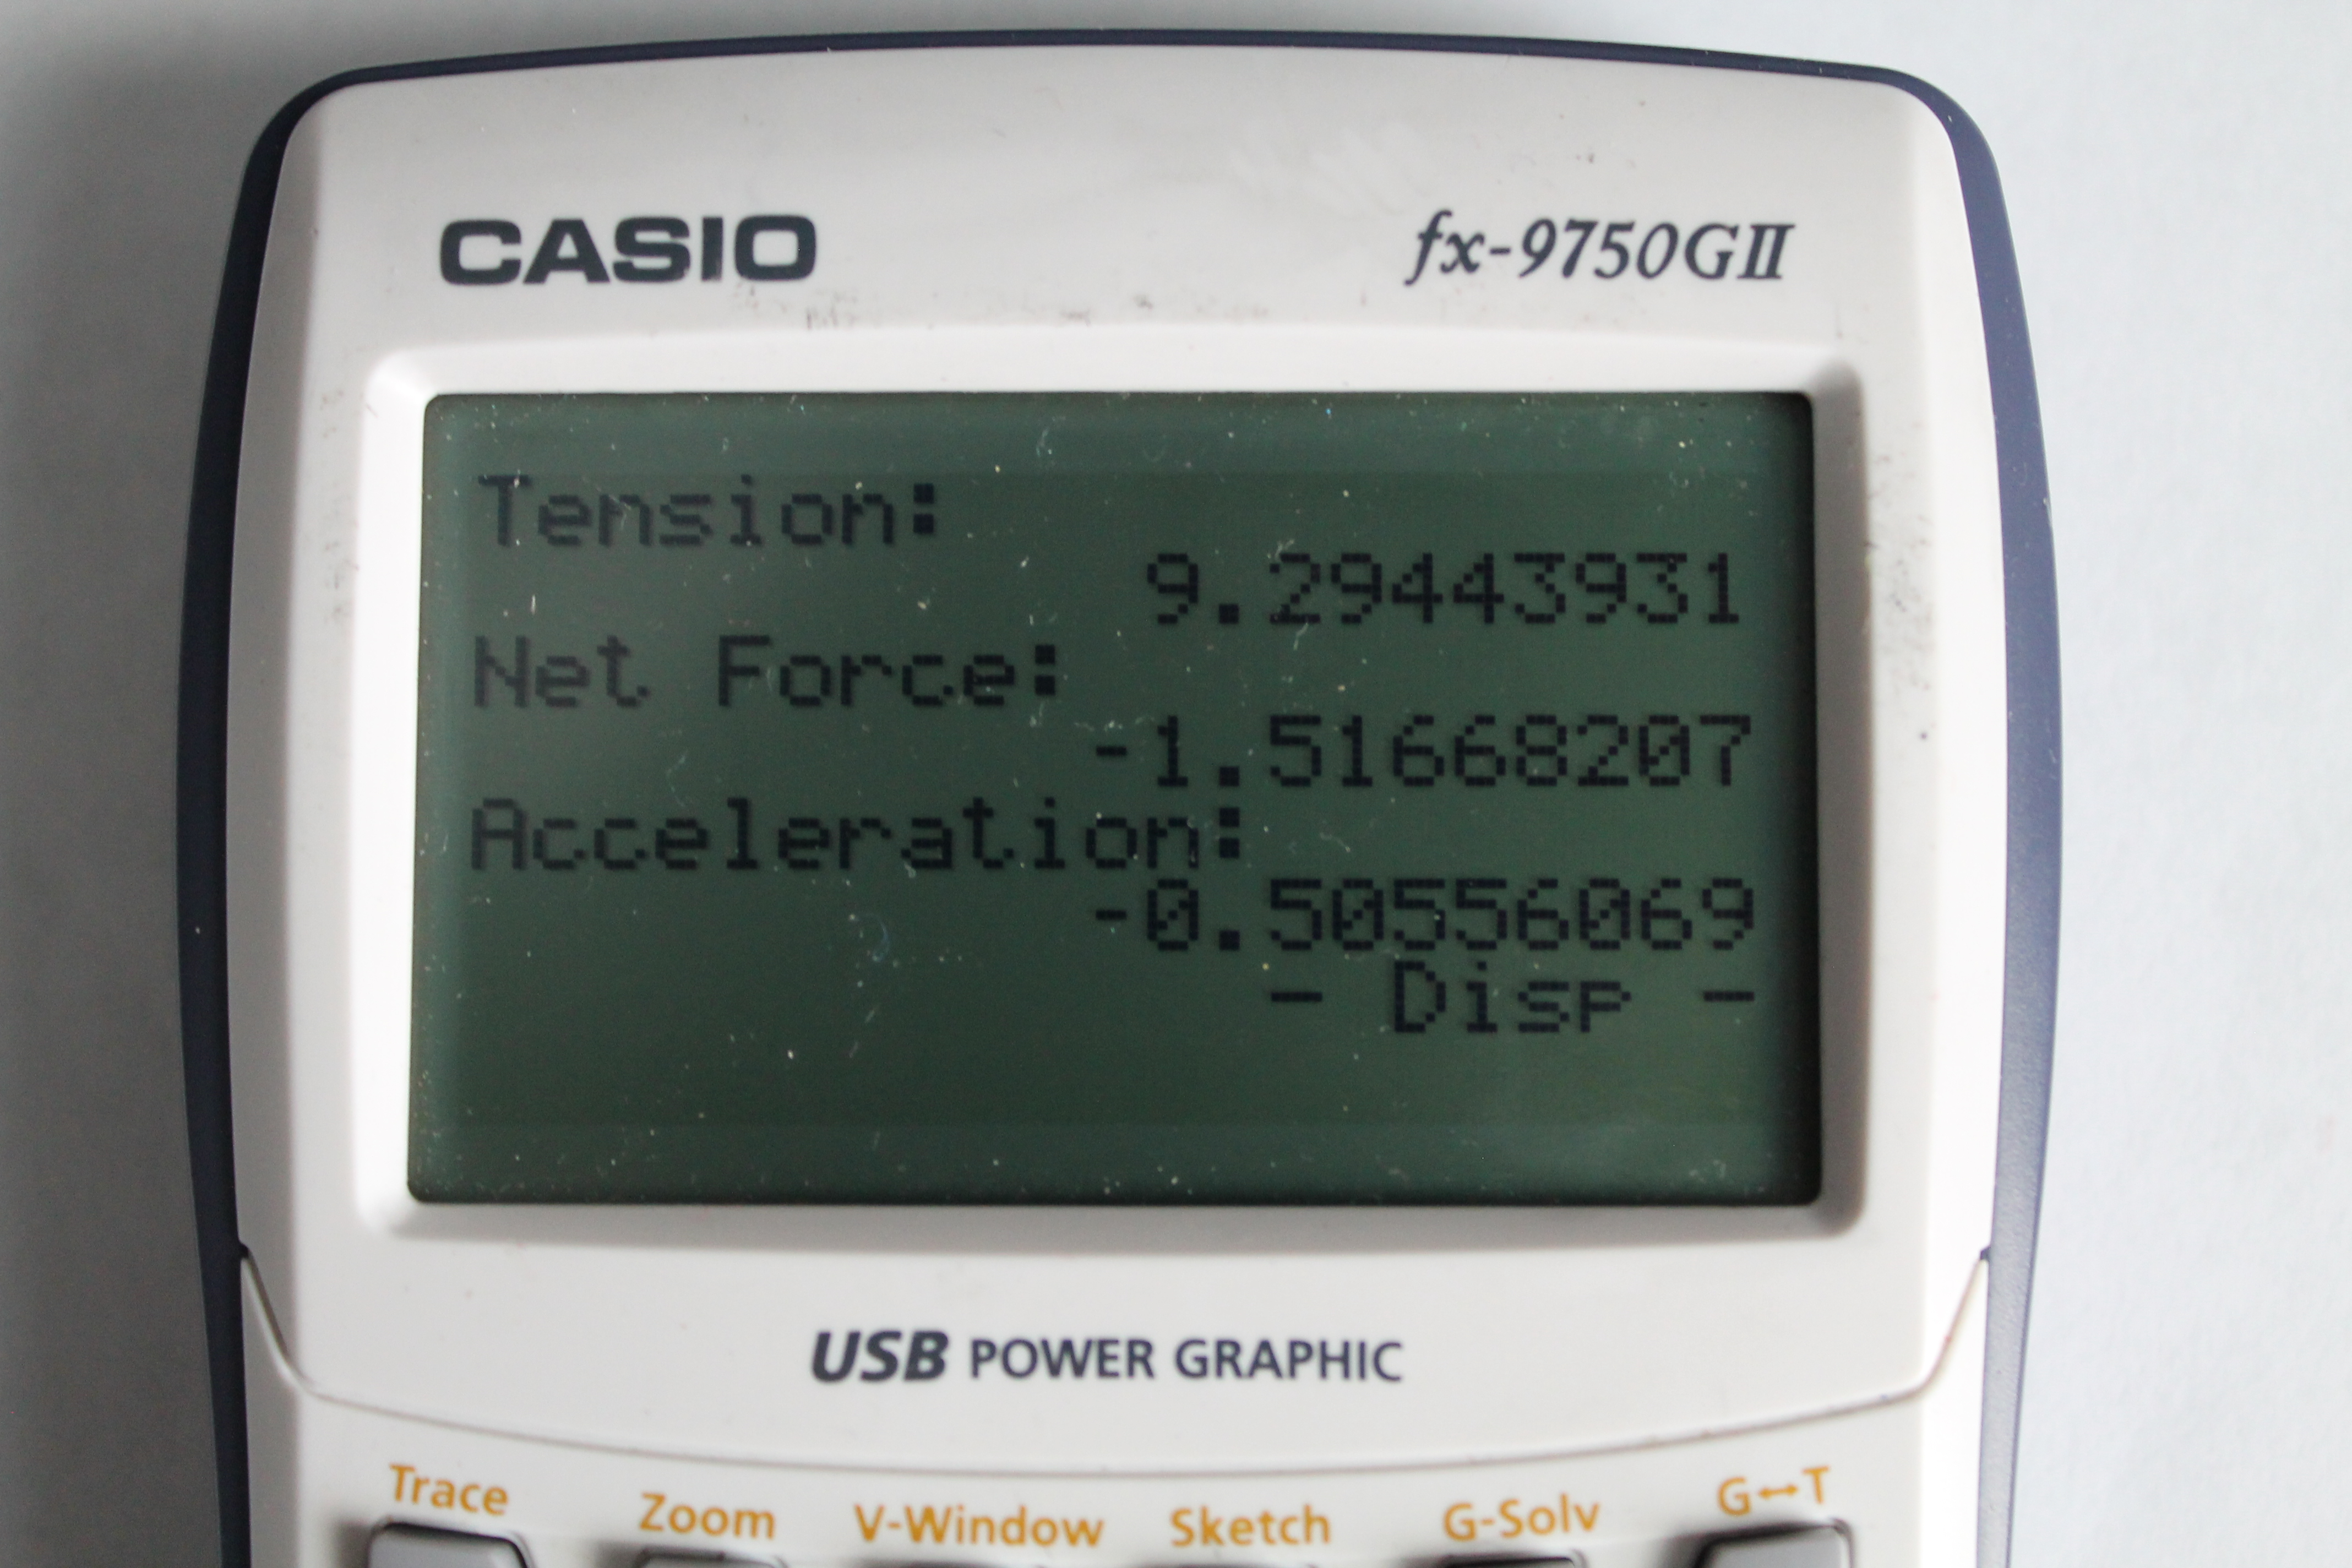 CASIO fx-9750GII
Tension:
9.29443931
Net Force:
-1.51668207
Acceleration:
-0.50556069
- Disp -
USB POWER GRAPHIC
Trace Zoom V-Window Sketch G-Solv G↔T